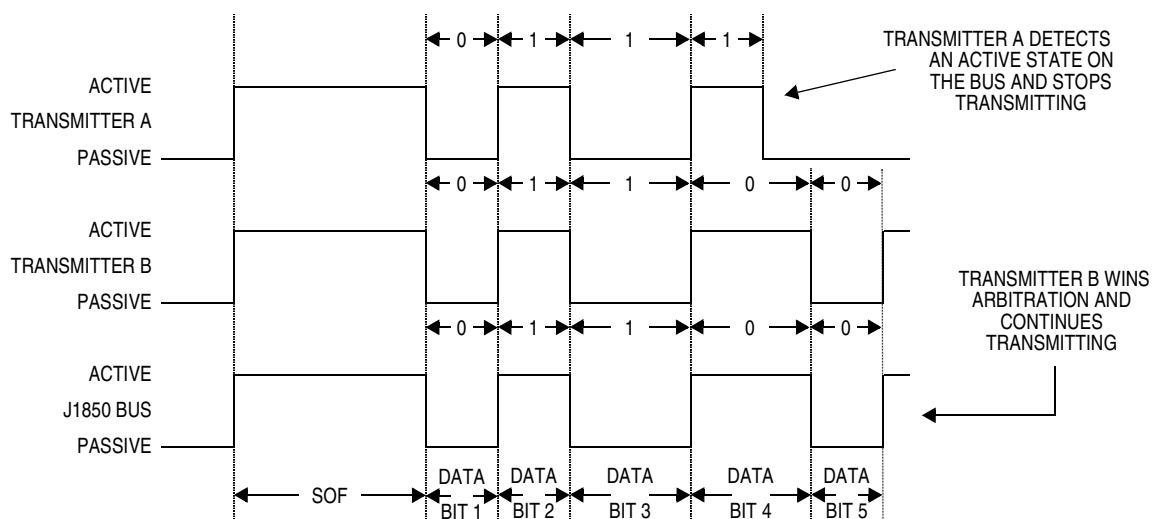 0 1 1 1
TRANSMITTER A DETECTS
AN ACTIVE STATE ON
THE BUS AND STOPS
TRANSMITTING
ACTIVE
TRANSMITTER A
PASSIVE
0 1 1 0 0
ACTIVE
TRANSMITTER B
PASSIVE
TRANSMITTER B WINS
ARBITRATION AND
CONTINUES
TRANSMITTING
0 1 1 0 0
ACTIVE
J1850 BUS
PASSIVE
SOF
DATA
BIT 1
DATA
BIT 2
DATA
BIT 3
DATA
BIT 4
DATA
BIT 5